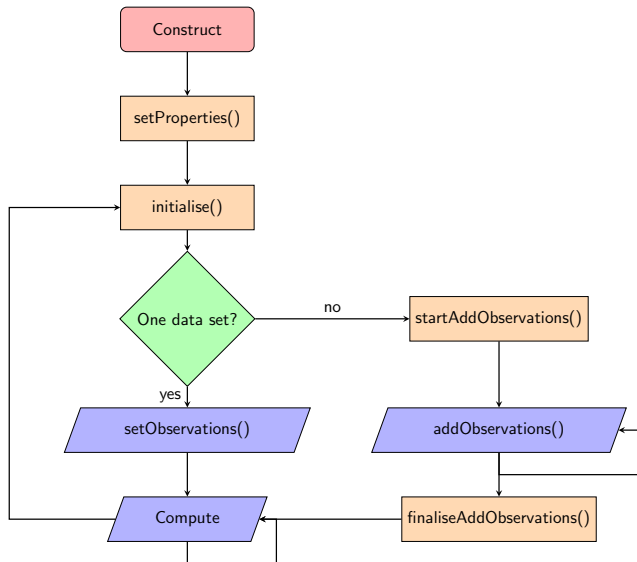 Construct
setProperties()
initialise()
One data set?
no
startAddObservations()
yes
setObservations()
addObservations()
Compute
finaliseAddObservations()